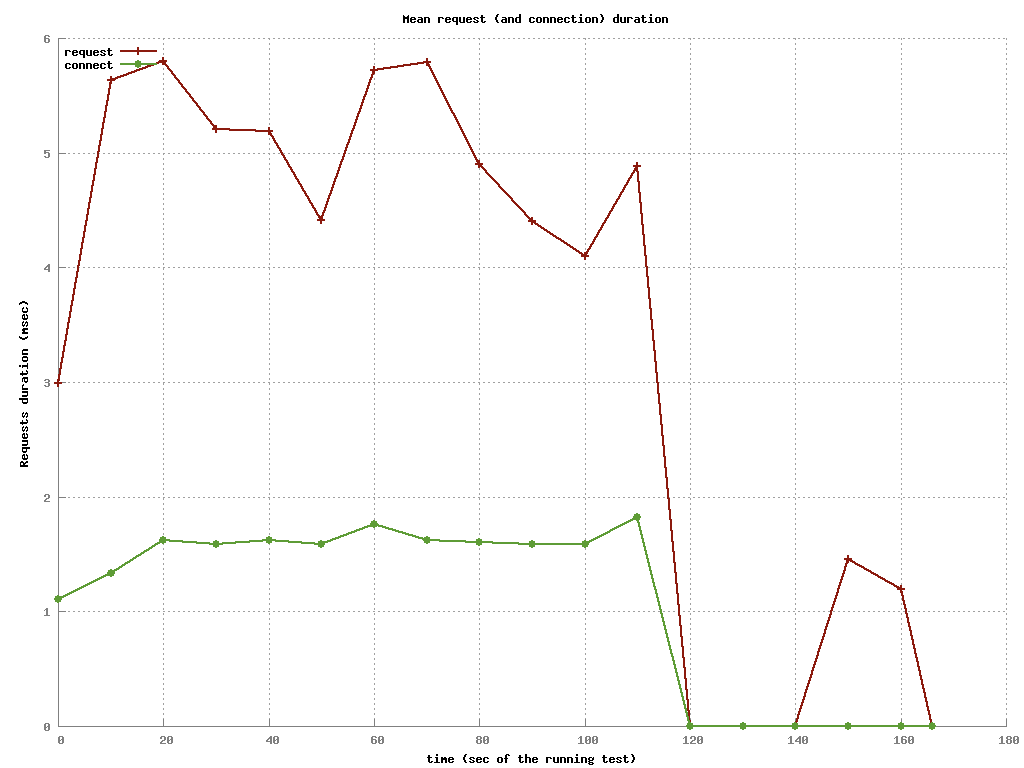 Mean request (and connection) duration
request
connect
6
5
4
3
2
1
0
Requests duration (msec)
0 20 40 60 80 100 120 140 160 180
time (sec of the running test)